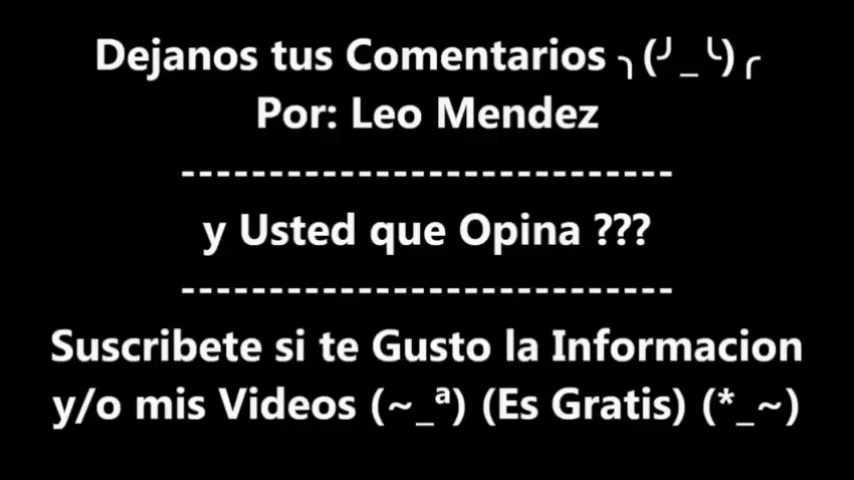 Dejanos tus Comentarios ╮(╯_╰)╭
Por: Leo Mendez
----------------------------
y Usted que Opina ???
----------------------------
Suscribete si te Gusto la Informacion
y/o mis Videos (~_ª) (Es Gratis) (*_~)